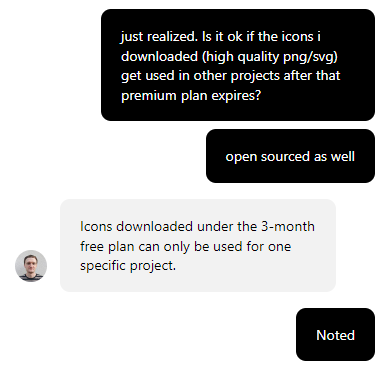 just realized. Is it ok if the icons i
downloaded (high quality png/svg)
get used in other projects after that
premium plan expires?
open sourced as well
Icons downloaded under the 3-month
free plan can only be used for one
specific project.
Noted